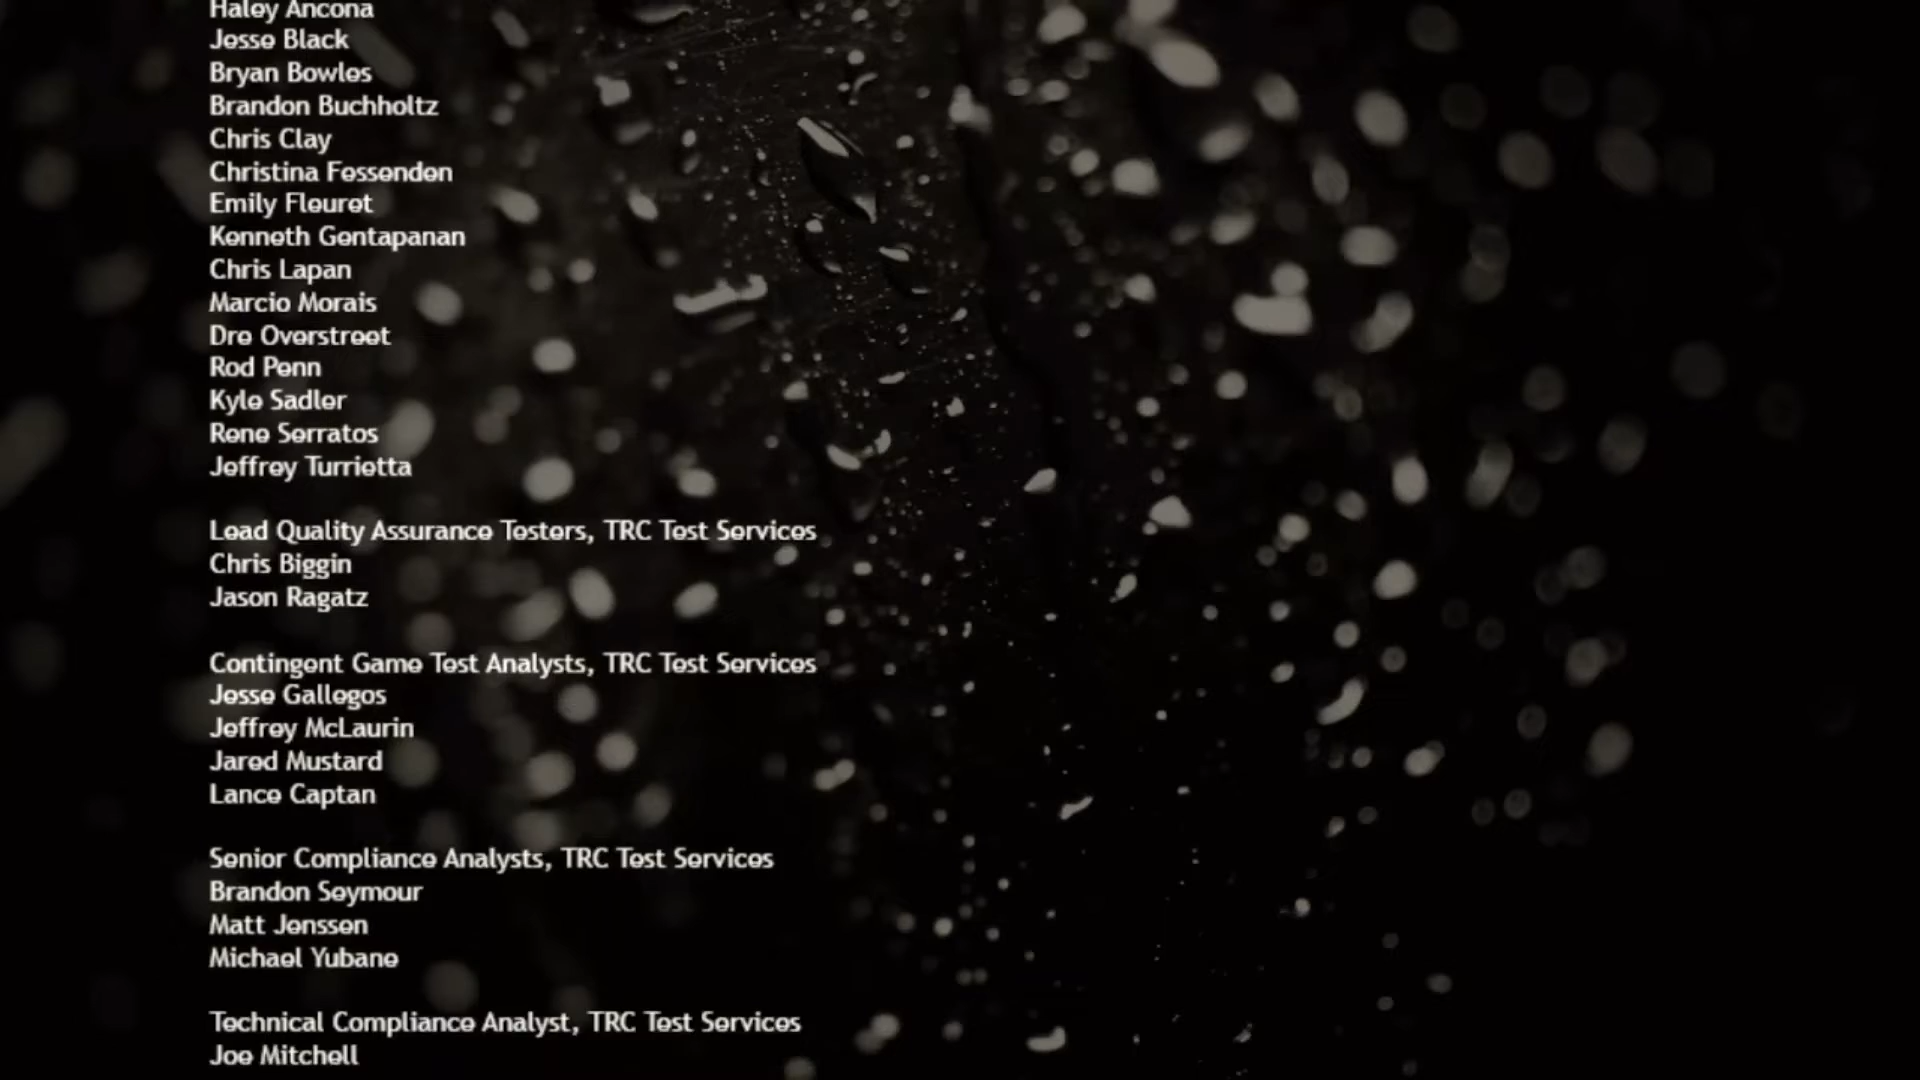 Haley Ancona
Jesse Black
Bryan Bowles
Brandon Buchholtz
Chris Clay
Christina Fessenden
Emily Fleuret
Kenneth Gentapanan
Chris Lapan
Marcio Morais
Dre Overstreet
Rod Penn
Kyle Sadler
Rene Serratos
Jeffrey Turrietta
Lead Quality Assurance Testers, TRC Test Services
Chris Biggin
Jason Ragatz
Contingent Game Test Analysts, TRC Test Services
Jesse Gallegos
Jeffrey McLaurin
Jared Mustard
Lance Captan
Senior Compliance Analysts, TRC Test Services
Brandon Seymour
Matt Jenssen
Michael Yubane
Technical Compliance Analyst, TRC Test Services
Joe Mitchell